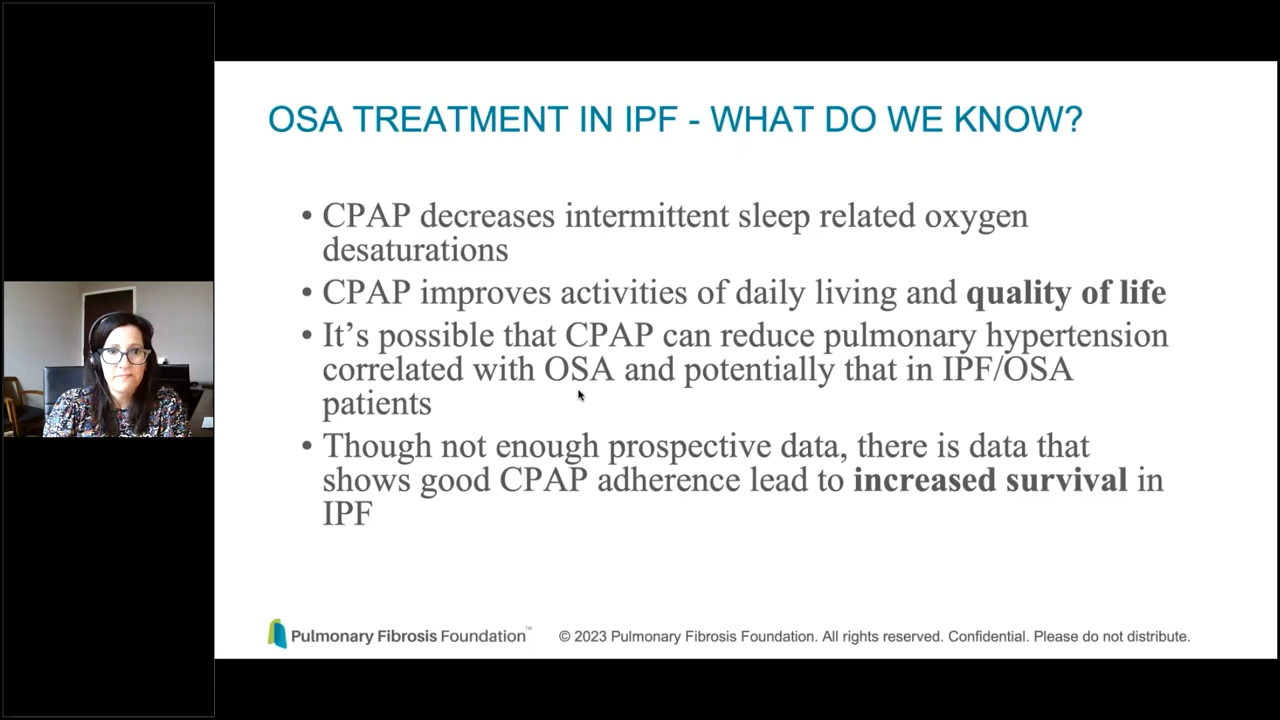 OSA TREATMENT IN IPF - WHAT DO WE KNOW?
• CPAP decreases intermittent sleep related oxygen
desaturations
• CPAP improves activities of daily living and quality of life
• It’s possible that CPAP can reduce pulmonary hypertension
correlated with OSA and potentially that in IPF/OSA
patients
• Though not enough prospective data, there is data that
shows good CPAP adherence lead to increased survival in
IPF
Pulmonary Fibrosis Foundation™
© 2023 Pulmonary Fibrosis Foundation. All rights reserved. Confidential. Please do not distribute.